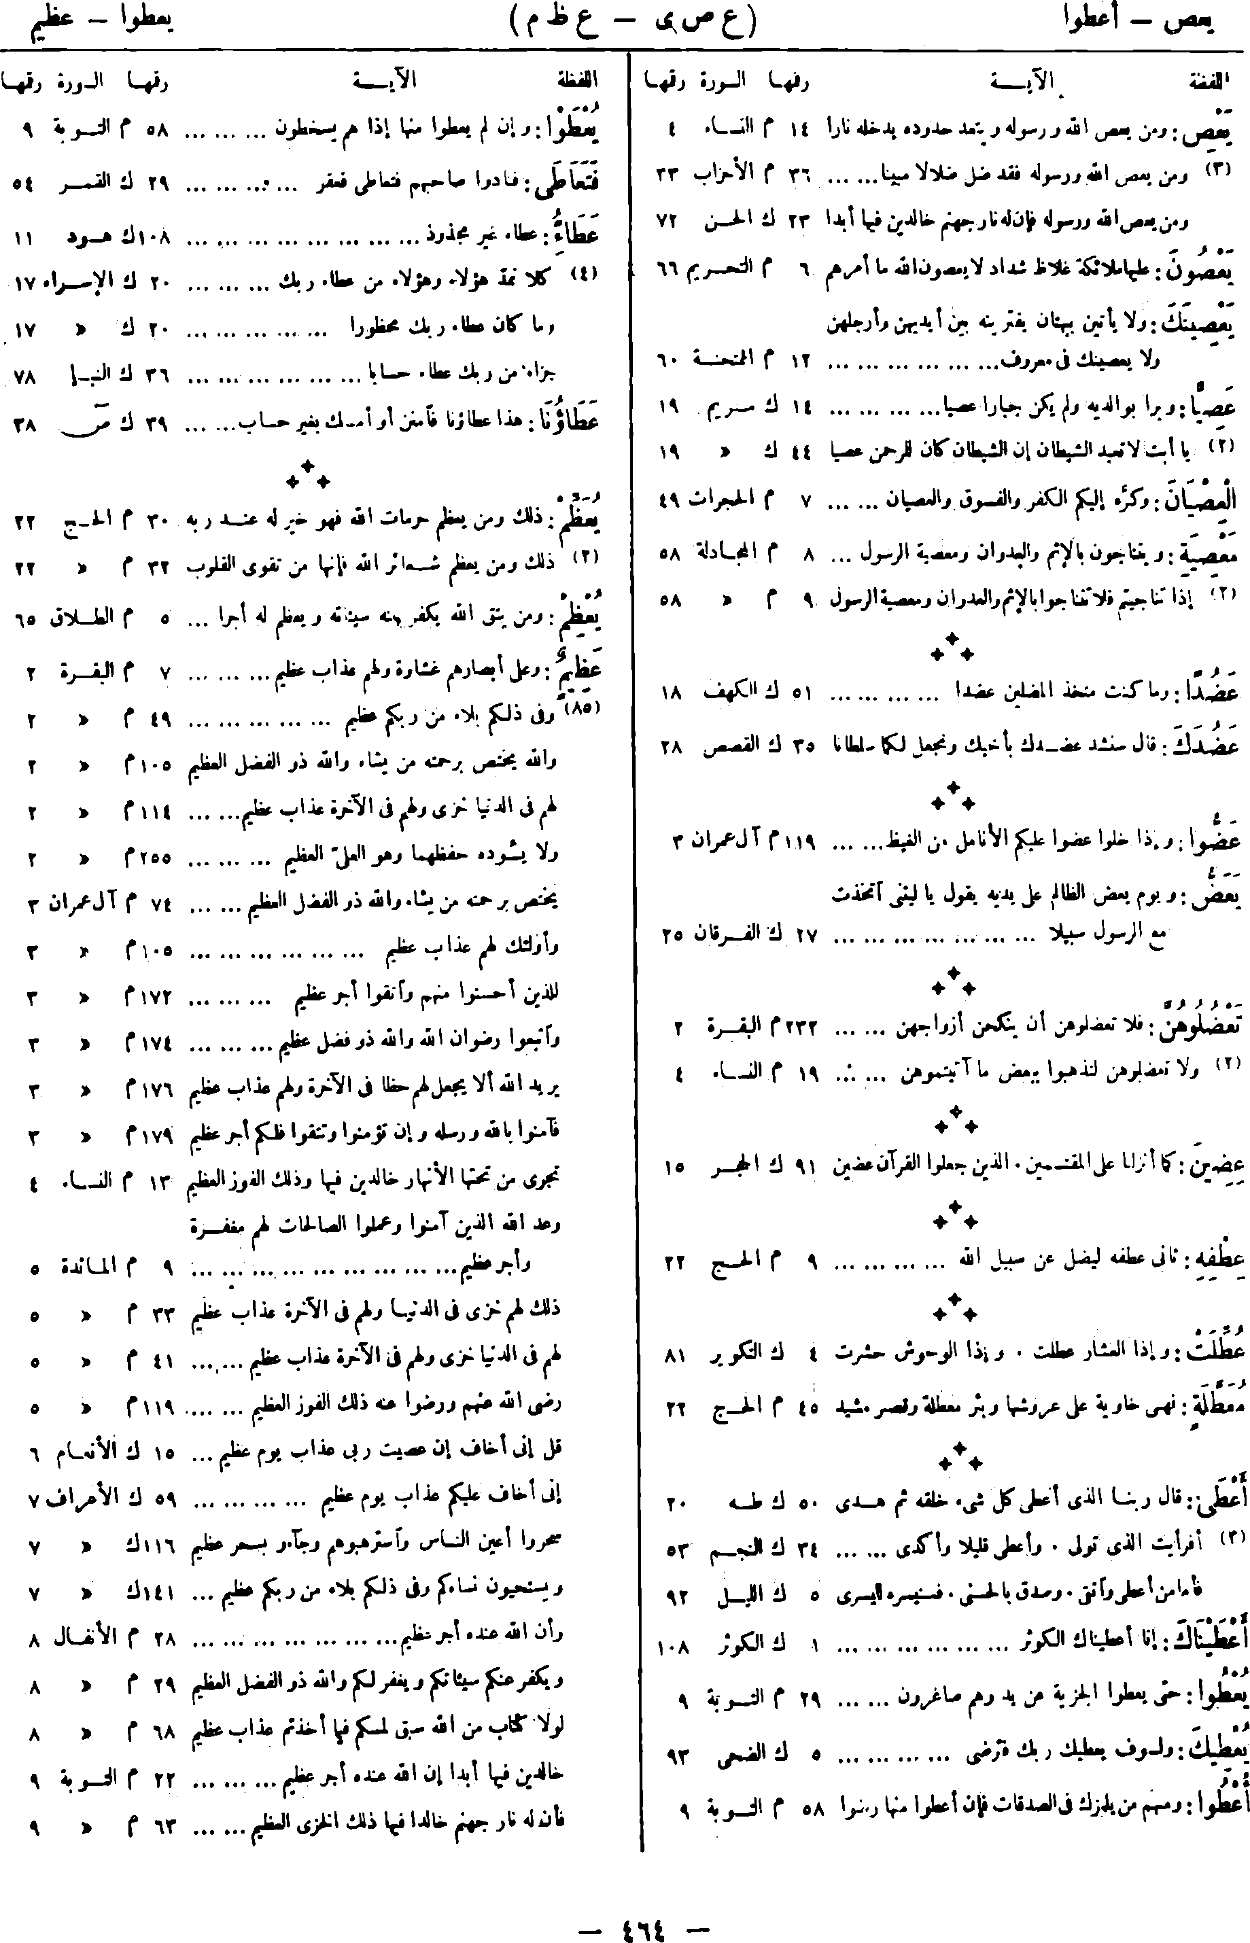 يعص — أعطوا (ع ص ى — ع ظ م) يعطوا — عظيم
اللفظة الآيـــة رقمها السورة رقمها
يَعْصِ : ومن يعص الله ورسوله ويتعد حدوده يدخله نارا ١٤ م النساء ٤
(٣) ومن يعص الله ورسوله فقد ضل ضلالا مبينا... ... ٣٦ م الأحزاب ٣٣
ومن يعص الله ورسوله فإن له نار جهنم خالدين فيها أبدا ٢٣ ك الجن ٧٢
يَعْصُونَ : عليها ملائكة غلاظ شداد لا يعصون الله ما أمرهم ٦ م التحريم ٦٦
يَعْصِينَكَ : ولا يأتين ببهتان يفترينه بين أيديهن وأرجلهن
ولا يعصينك فى معروف... ... ... ... ... ... ١٢ م الممتحنة ٦٠
عَصِيًّا : وبرا بوالديه ولم يكن جبارا عصيا... ... ... ... ١٤ ك مريم ١٩
(٢) يا أبت لا تعبد الشيطان إن الشيطان كان للرحمن عصيا ٤٤ ك » ١٩
الْعِصْيَانَ : وكرَّه إليكم الكفر والفسوق والعصيان ... ... ٧ م الحجرات ٤٩
مَعْصِيَةِ : ويتناجون بالإثم والعدوان ومعصية الرسول ... ٨ م المجادلة ٥٨
(٢) إذا تناجيتم فلا تتناجوا بالإثم والعدوان ومعصية الرسول ٩ م » ٥٨
عَضُدًا : وما كنت متخذ المضلين عضدا ... ... ... ... ٥١ ك الكهف ١٨
عَضُدَكَ : قال سنشد عضدك بأخيك ونجعل لكما سلطانا ٣٥ ك القصص ٢٨
عَضُّوا : وإذا خلوا عضوا عليكم الأنامل من الغيظ... ... ١١٩ م آل عمران ٣
يَعَضُّ : ويوم يعض الظالم على يديه يقول يا ليتنى آتخذت
مع الرسول سبيلا ... ... ... ... ... ... ... ٢٧ ك الفرقان ٢٥
تَعْضُلُوهُنَّ : فلا تعضلوهن أن ينكحن أزواجهن ... ... ٢٣٢ م البقرة ٢
(٢) ولا تعضلوهن لتذهبوا ببعض ما آتيتموهن ... ... ١٩ م النساء ٤
عِضِينَ : كما أنزلنا على المقتسمين . الذين جعلوا القرآن عضين ٩١ ك الحجر ١٥
عِطْفِهِ : ثانى عطفه ليضل عن سبيل الله ... ... ... ... ٩ م الحج ٢٢
عُطِّلَتْ : وإذا العشار عطلت . وإذا الوحوش حشرت ٤ ك التكوير ٨١
مُعَطَّلَةٍ : فهى خاوية على عروشها وبئر معطلة وقصر مشيد ٤٥ م الحج ٢٢
أَعْطَى : قال ربنا الذى أعطى كل شىء خلقه ثم هدى ٥٠ ك طه ٢٠
(٣) أفرأيت الذى تولى . وأعطى قليلا وأكدى ... ... ٣٤ ك النجم ٥٣
فأما من أعطى وآتقى . وصدق بالحسنى . فسنيسره لليسرى ٥ ك الليل ٩٢
أَعْطَيْنَاكَ : إنا أعطيناك الكوثر ... ... ... ... ... ... ١ ك الكوثر ١٠٨
يُعْطُوا : حتى يعطوا الجزية عن يد وهم صاغرون ... ... ٢٩ م التوبة ٩
يُعْطِيكَ : ولسوف يعطيك ربك فترضى ... ... ... ... ٥ ك الضحى ٩٣
أُعْطُوا : ومنهم من يلمزك فى الصدقات فإن أعطوا منها رضوا ٥٨ م التوبة ٩
اللفظة الآيـــة رقمها السورة رقمها
يُعْطَوْا : وإن لم يعطوا منها إذا هم يسخطون ... ... ... ٥٨ م التوبة ٩
فَتَعَاطَى : فنادوا صاحبهم فتعاطى فعقر ... ... ... ... ٢٩ ك القمر ٥٤
عَطَاءً : عطاء غير مجذوذ ... ... ... ... ... ... ... ... ١٠٨ ك هود ١١
(٤) كلا نمد هؤلاء وهؤلاء من عطاء ربك ... ... ... ٢٠ ك الإسراء ١٧
وما كان عطاء ربك محظورا ... ... ... ... ... ٢٠ ك » ١٧
جزاء من ربك عطاء حسابا ... ... ... ... ... ... ٣٦ ك النبإ ٧٨
عَطَاؤُنَا : هذا عطاؤنا فآمنن أو أمسك بغير حساب... ... ٣٩ ك صٓ ٣٨
يُعَظِّمْ : ذلك ومن يعظم حرمات الله فهو خير له عند ربه ٣٠ م الحج ٢٢
(٢) ذلك ومن يعظم شعائر الله فإنها من تقوى القلوب ٣٢ م » ٢٢
يُعْظِمْ : ومن يتق الله يكفر عنه سيئاته ويعظم له أجرا ... ٥ م الطلاق ٦٥
عَظِيمٌ : وعلى أبصارهم غشاوة ولهم عذاب عظيم... ... ... ٧ م البقرة ٢
(٨٥) وفى ذلكم بلاء من ربكم عظيم ... ... ... ... ... ٤٩ م » ٢
والله يختص برحمته من يشاء والله ذو الفضل العظيم ١٠٥ م » ٢
لهم فى الدنيا خزى ولهم فى الآخرة عذاب عظيم... ... ١١٤ م » ٢
ولا يئوده حفظهما وهو العلىّ العظيم ... ... ... ٢٥٥ م » ٢
يختص برحمته من يشاء والله ذو الفضل العظيم ... ... ٧٤ م آل عمران ٣
وأولئك لهم عذاب عظيم ... ... ... ... ... ... ١٠٥ م » ٣
للذين أحسنوا منهم وآتقوا أجر عظيم ... ... ... ١٧٢ م » ٣
وآتبعوا رضوان الله والله ذو فضل عظيم ... ... ... ١٧٤ م » ٣
يريد الله ألا يجعل لهم حظا فى الآخرة ولهم عذاب عظيم ١٧٦ م » ٣
فآمنوا بالله ورسله وإن تؤمنوا وتتقوا فلكم أجر عظيم ١٧٩ م » ٣
تجرى من تحتها الأنهار خالدين فيها وذلك الفوز العظيم ١٣ م النساء ٤
وعد الله الذين آمنوا وعملوا الصالحات لهم مغفرة
وأجر عظيم... ... ... ... ... ... ... ... ... ٩ م المائدة ٥
ذلك لهم خزى فى الدنيا ولهم فى الآخرة عذاب عظيم ٣٣ م » ٥
لهم فى الدنيا خزى ولهم فى الآخرة عذاب عظيم ... ... ٤١ م » ٥
رضى الله عنهم ورضوا عنه ذلك الفوز العظيم ... ... ١١٩ م » ٥
قل إنى أخاف إن عصيت ربى عذاب يوم عظيم ... ١٥ ك الأنعام ٦
إنى أخاف عليكم عذاب يوم عظيم ... ... ... ... ٥٩ ك الأعراف ٧
سحروا أعين الناس وآسترهبوهم وجآءو بسحر عظيم ١١٦ ك » ٧
ويستحيون نساءكم وفى ذلكم بلاء من ربكم عظيم ... ١٤١ ك » ٧
وأن الله عنده أجر عظيم... ... ... ... ... ... ... ٢٨ م الأنفال ٨
ويكفر عنكم سيئاتكم ويغفر لكم والله ذو الفضل العظيم ٢٩ م » ٨
لولا كتاب من الله سبق لمسكم فيما أخذتم عذاب عظيم ٦٨ م » ٨
خالدين فيها أبدا إن الله عنده أجر عظيم ... ... ... ٢٢ م التوبة ٩
فأن له نار جهنم خالدا فيها ذلك الخزى العظيم ... ... ٦٣ م » ٩
— ٤٦٤ —